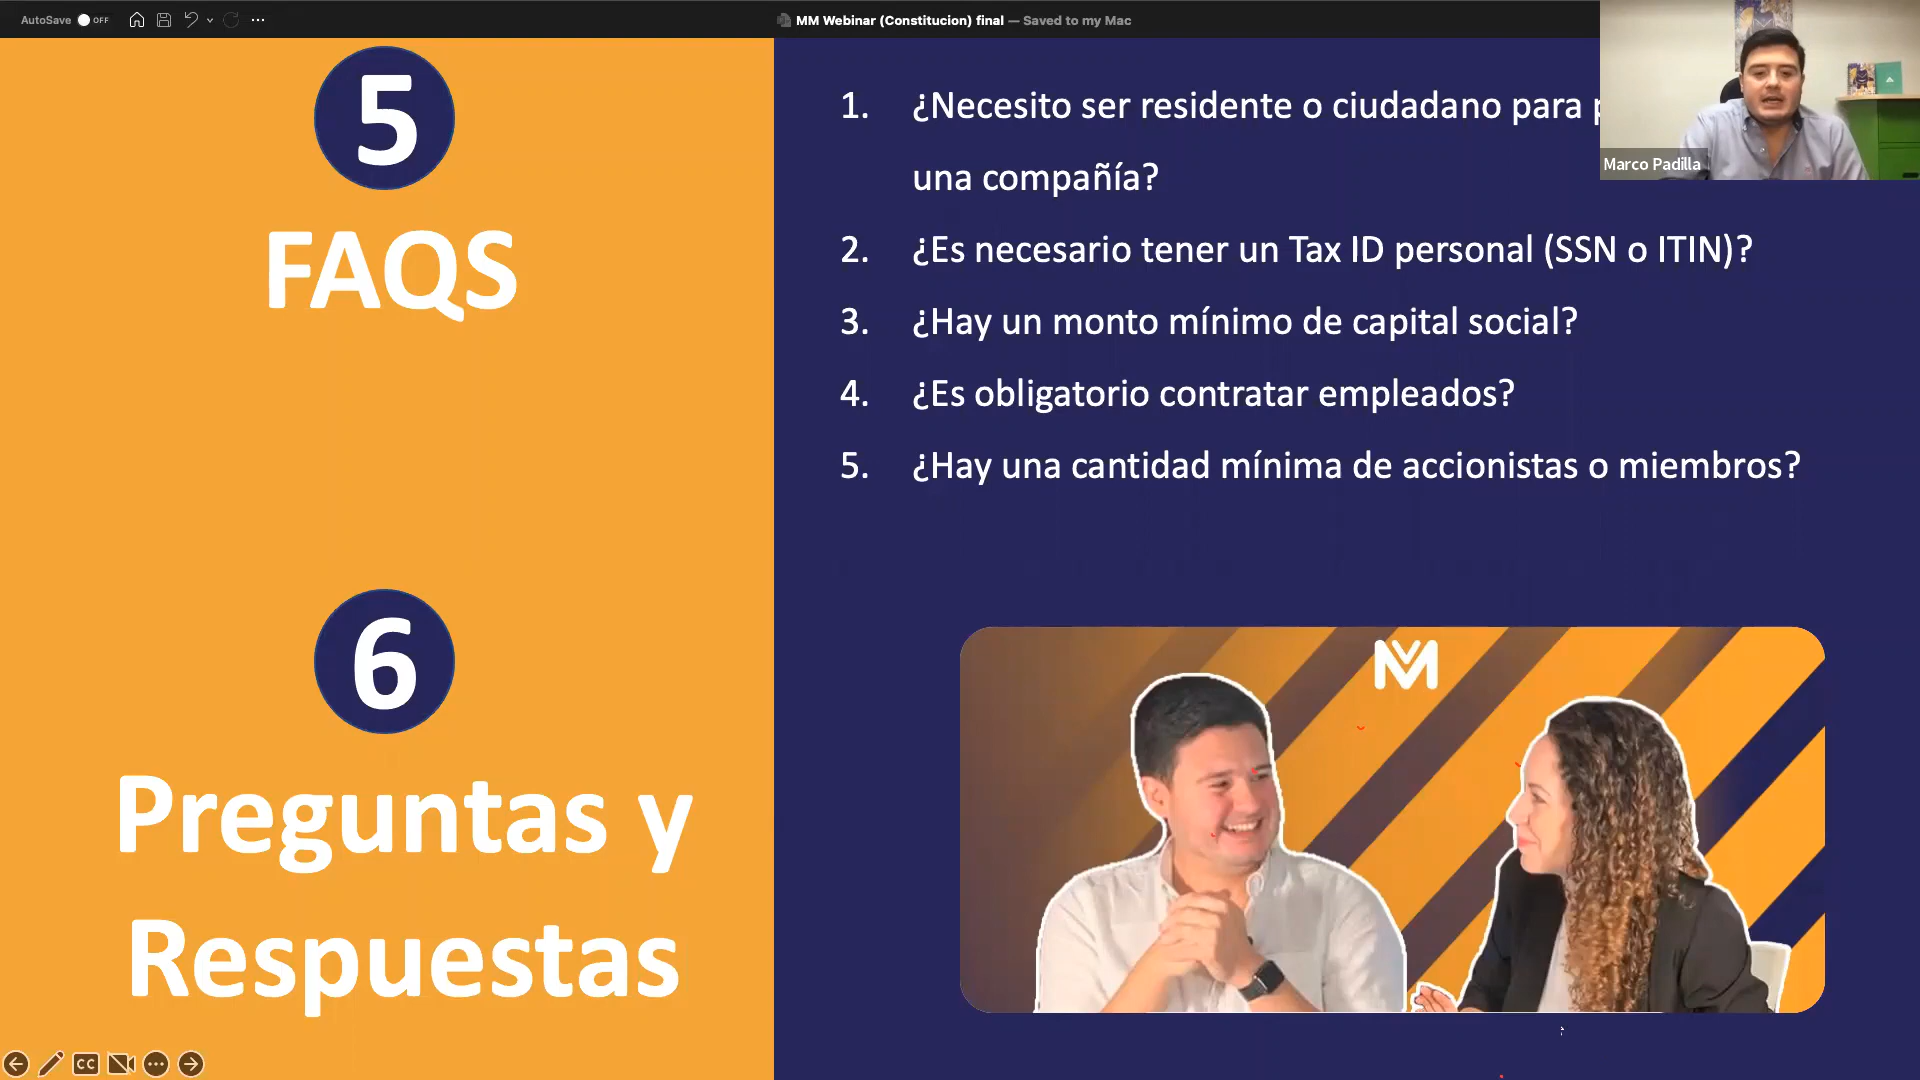 AutoSave OFF
MM Webinar (Constitucion) final — Saved to my Mac
5
FAQS
1. ¿Necesito ser residente o ciudadano para
una compañía?
2. ¿Es necesario tener un Tax ID personal (SSN o ITIN)?
3. ¿Hay un monto mínimo de capital social?
4. ¿Es obligatorio contratar empleados?
5. ¿Hay una cantidad mínima de accionistas o miembros?
Marco Padilla
6
Preguntas y
Respuestas
CC